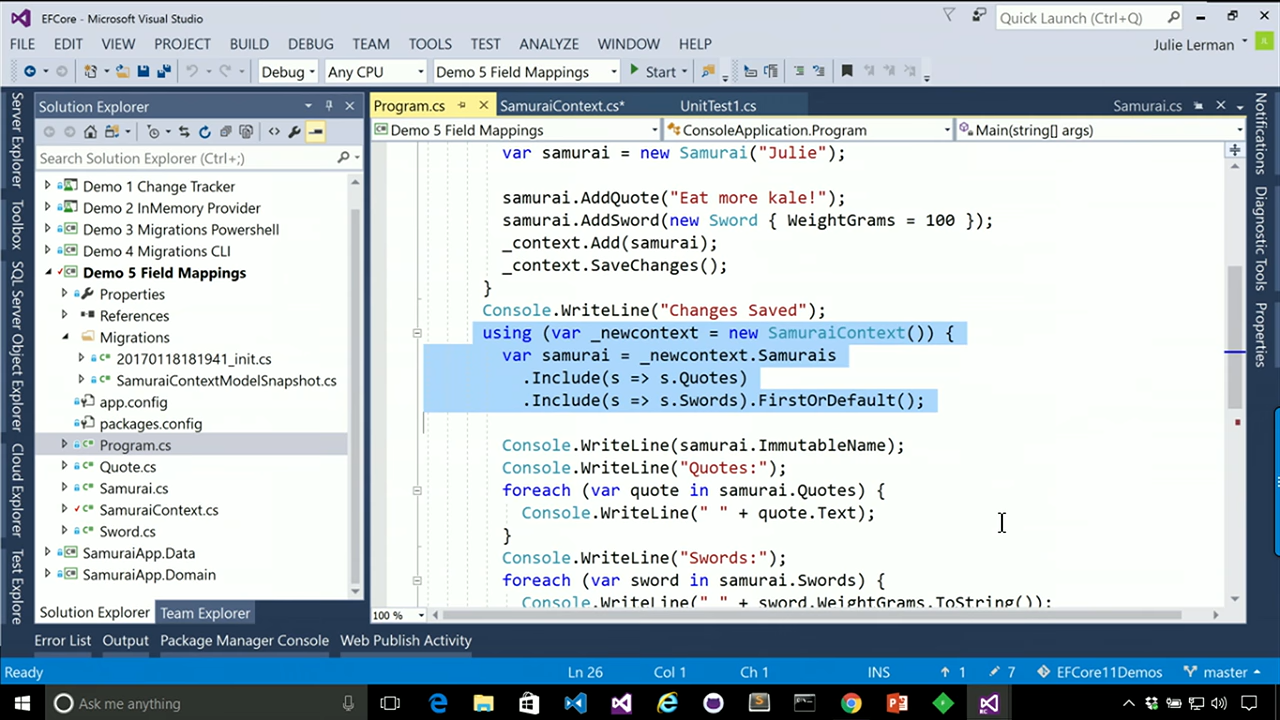 EFCore - Microsoft Visual Studio
Quick Launch (Ctrl+Q)
FILE EDIT VIEW PROJECT BUILD DEBUG TEAM TOOLS TEST ANALYZE WINDOW HELP
Julie Lerman
Debug Any CPU Demo 5 Field Mappings Start
Server Explorer
Toolbox
SQL Server Object Explorer
Cloud Explorer
Test Explorer
Solution Explorer
Search Solution Explorer (Ctrl+;)
Demo 1 Change Tracker
Demo 2 InMemory Provider
Demo 3 Migrations Powershell
Demo 4 Migrations CLI
Demo 5 Field Mappings
Properties
References
Migrations
20170118181941_init.cs
SamuraiContextModelSnapshot.cs
app.config
packages.config
Program.cs
Quote.cs
Samurai.cs
SamuraiContext.cs
Sword.cs
SamuraiApp.Data
SamuraiApp.Domain
Solution Explorer Team Explorer
Program.cs SamuraiContext.cs* UnitTest1.cs Samurai.cs
Demo 5 Field Mappings ConsoleApplication.Program Main(string[] args)
var samurai = new Samurai("Julie");
samurai.AddQuote("Eat more kale!");
samurai.AddSword(new Sword { WeightGrams = 100 });
_context.Add(samurai);
_context.SaveChanges();
}
Console.WriteLine("Changes Saved");
using (var _newcontext = new SamuraiContext()) {
var samurai = _newcontext.Samurais
.Include(s => s.Quotes)
.Include(s => s.Swords).FirstOrDefault();
Console.WriteLine(samurai.ImmutableName);
Console.WriteLine("Quotes:");
foreach (var quote in samurai.Quotes) {
Console.WriteLine(" " + quote.Text);
}
Console.WriteLine("Swords:");
foreach (var sword in samurai.Swords) {
Console.WriteLine(" " + sword.WeightGrams.ToString());
100 %
Notifications
Diagnostic Tools
Properties
Error List Output Package Manager Console Web Publish Activity
Ready Ln 26 Col 1 Ch 1 INS 1 7 EFCore11Demos master
Ask me anything